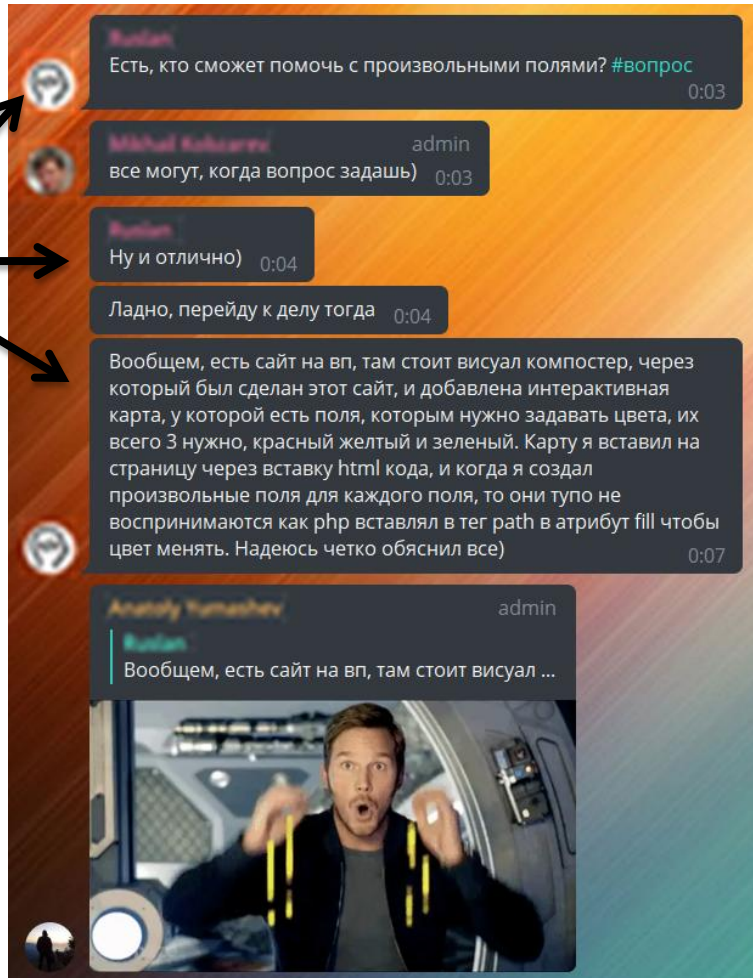 Ruslan
Есть, кто сможет помочь с произвольными полями? #вопрос
0:03
admin
все могут, когда вопрос задашь) 0:03
Ruslan
Ну и отлично) 0:04
Ладно, перейду к делу тогда 0:04
Вообщем, есть сайт на вп, там стоит висуал компостер, через
который был сделан этот сайт, и добавлена интерактивная
карта, у которой есть поля, которым нужно задавать цвета, их
всего 3 нужно, красный желтый и зеленый. Карту я вставил на
страницу через вставку html кода, и когда я создал
произвольные поля для каждого поля, то они тупо не
воспринимаются как php вставлял в тег path в атрибут fill чтобы
цвет менять. Надеюсь четко обяснил все)
0:07
admin
Ruslan
Вообщем, есть сайт на вп, там стоит висуал ...